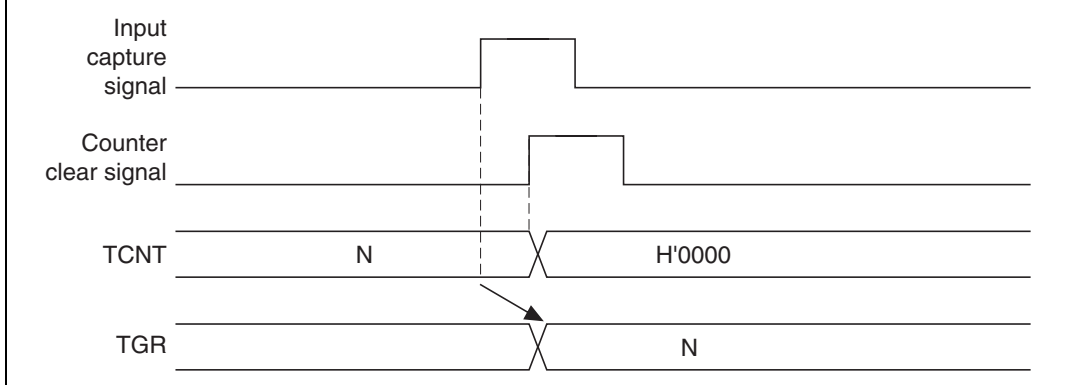 Input
capture
signal
Counter
clear signal
TCNT
N
H'0000
TGR
N